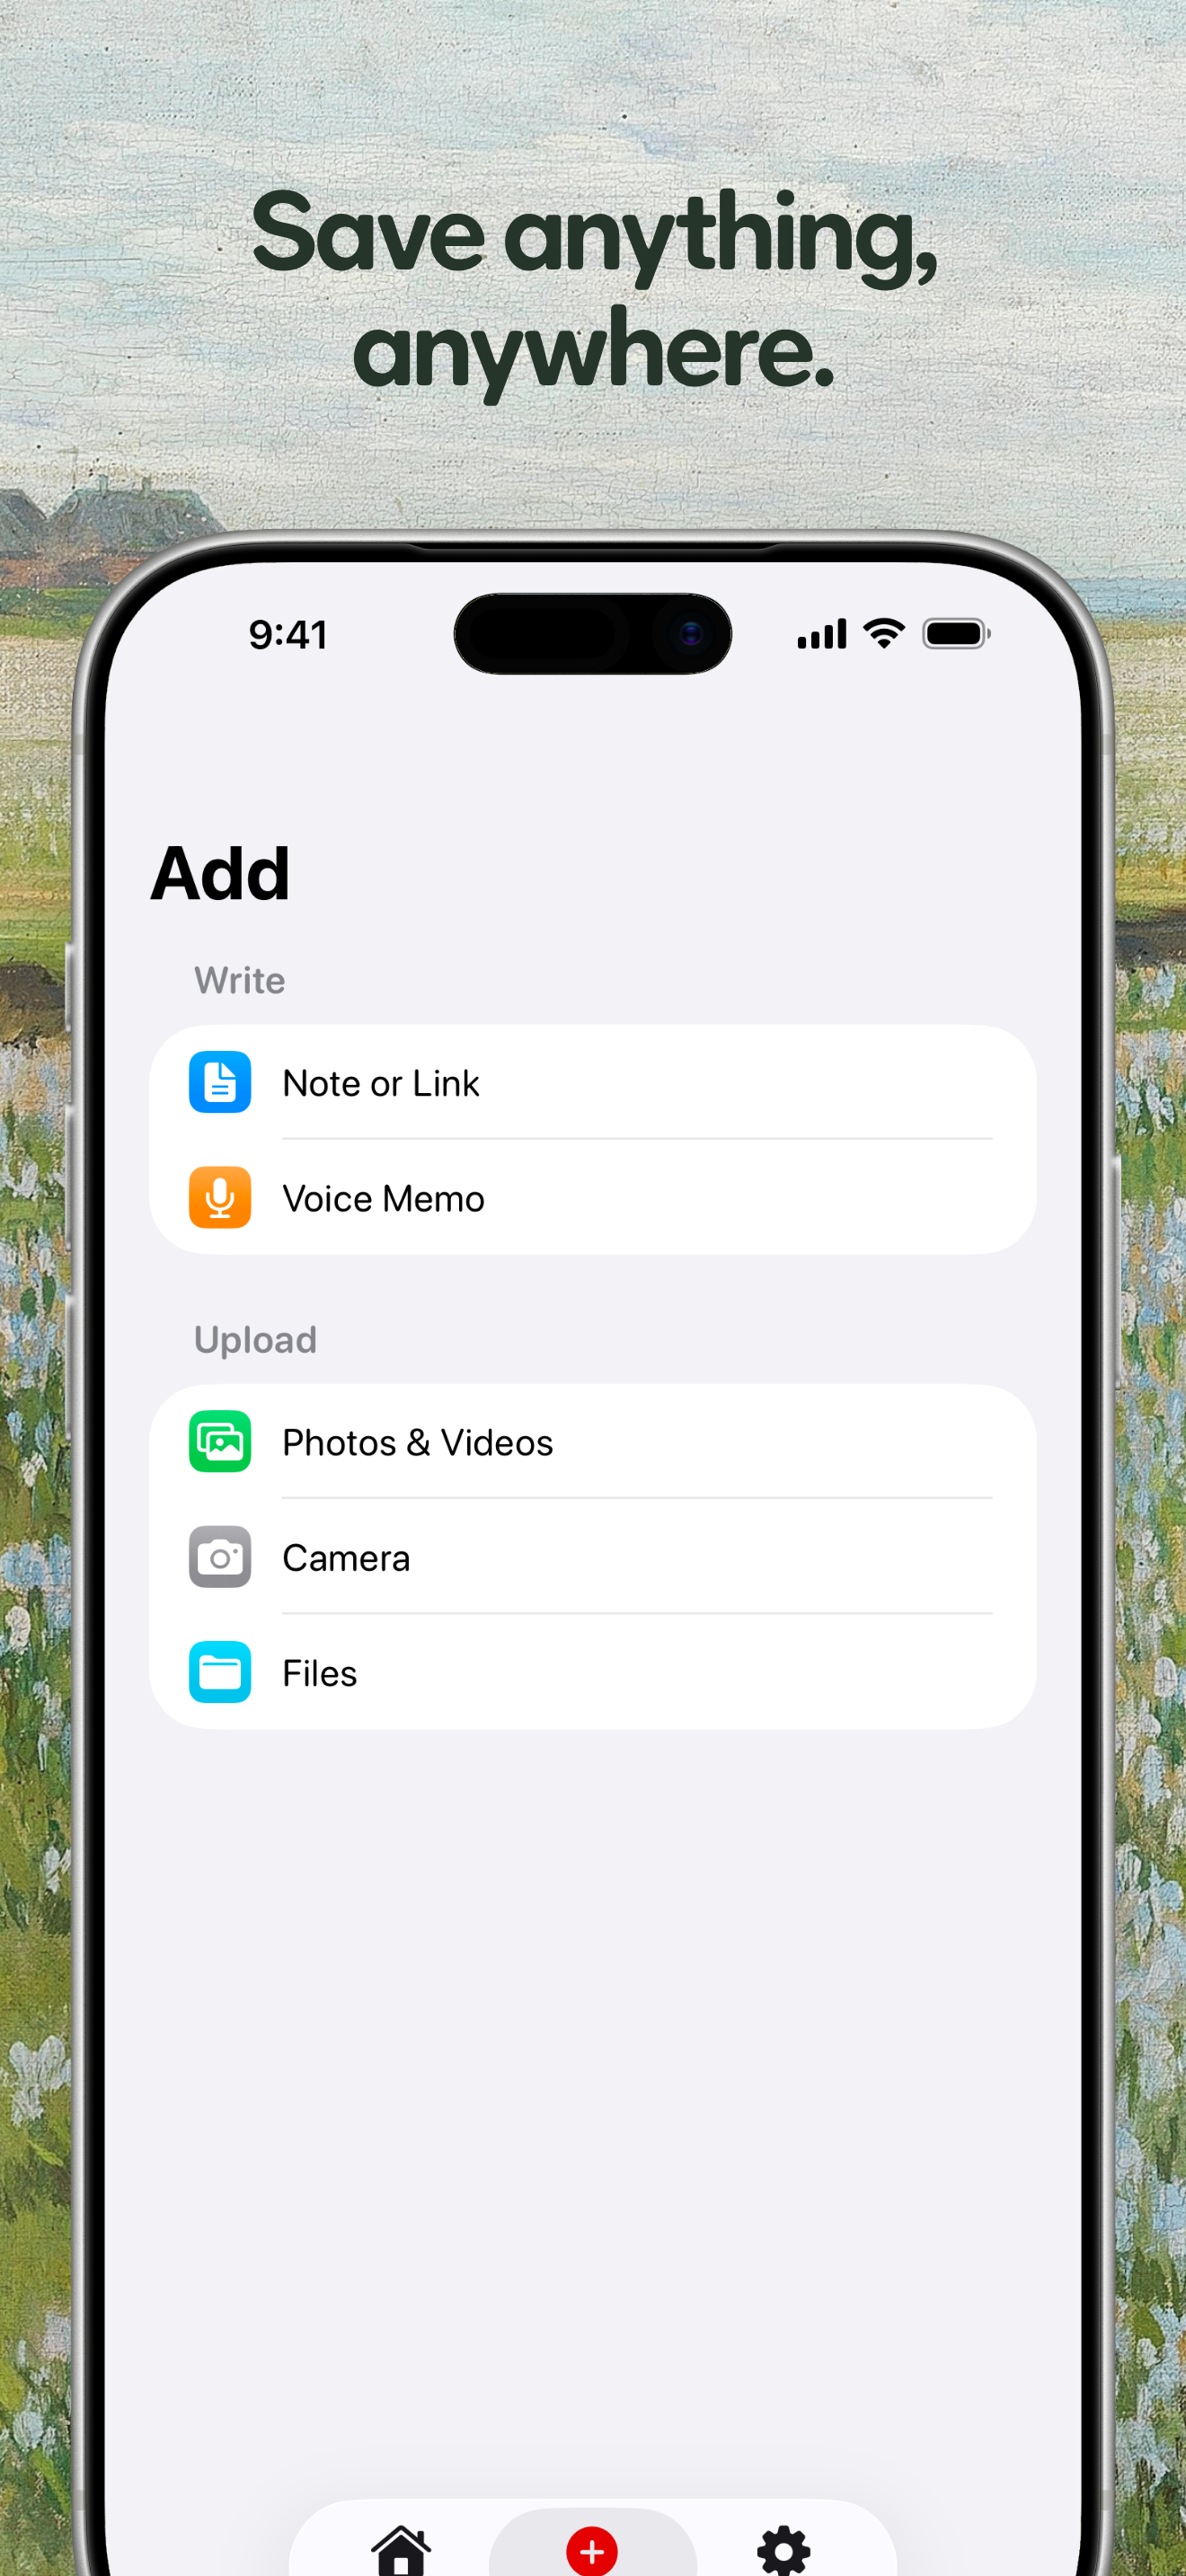 Save anything,
anywhere.
9:41
Add
Write
Note or Link
Voice Memo
Upload
Photos & Videos
Camera
Files